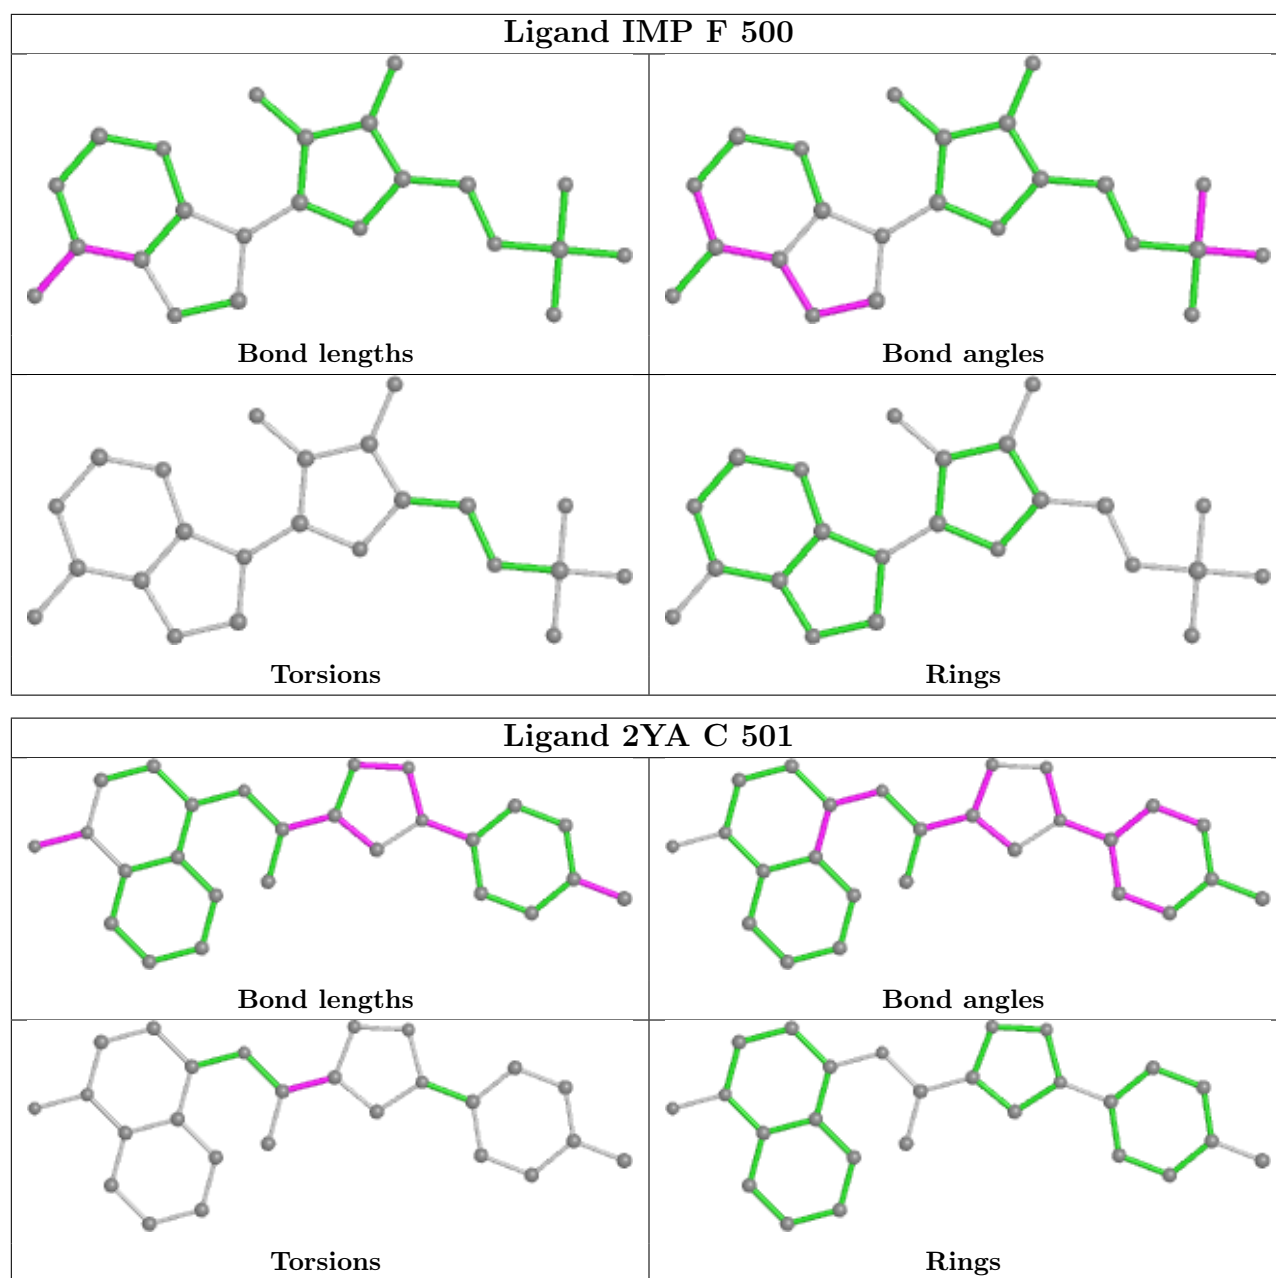 Ligand IMP F 500
Bond lengths
Bond angles
Torsions
Rings
Ligand 2YA C 501
Bond lengths
Bond angles
Torsions
Rings